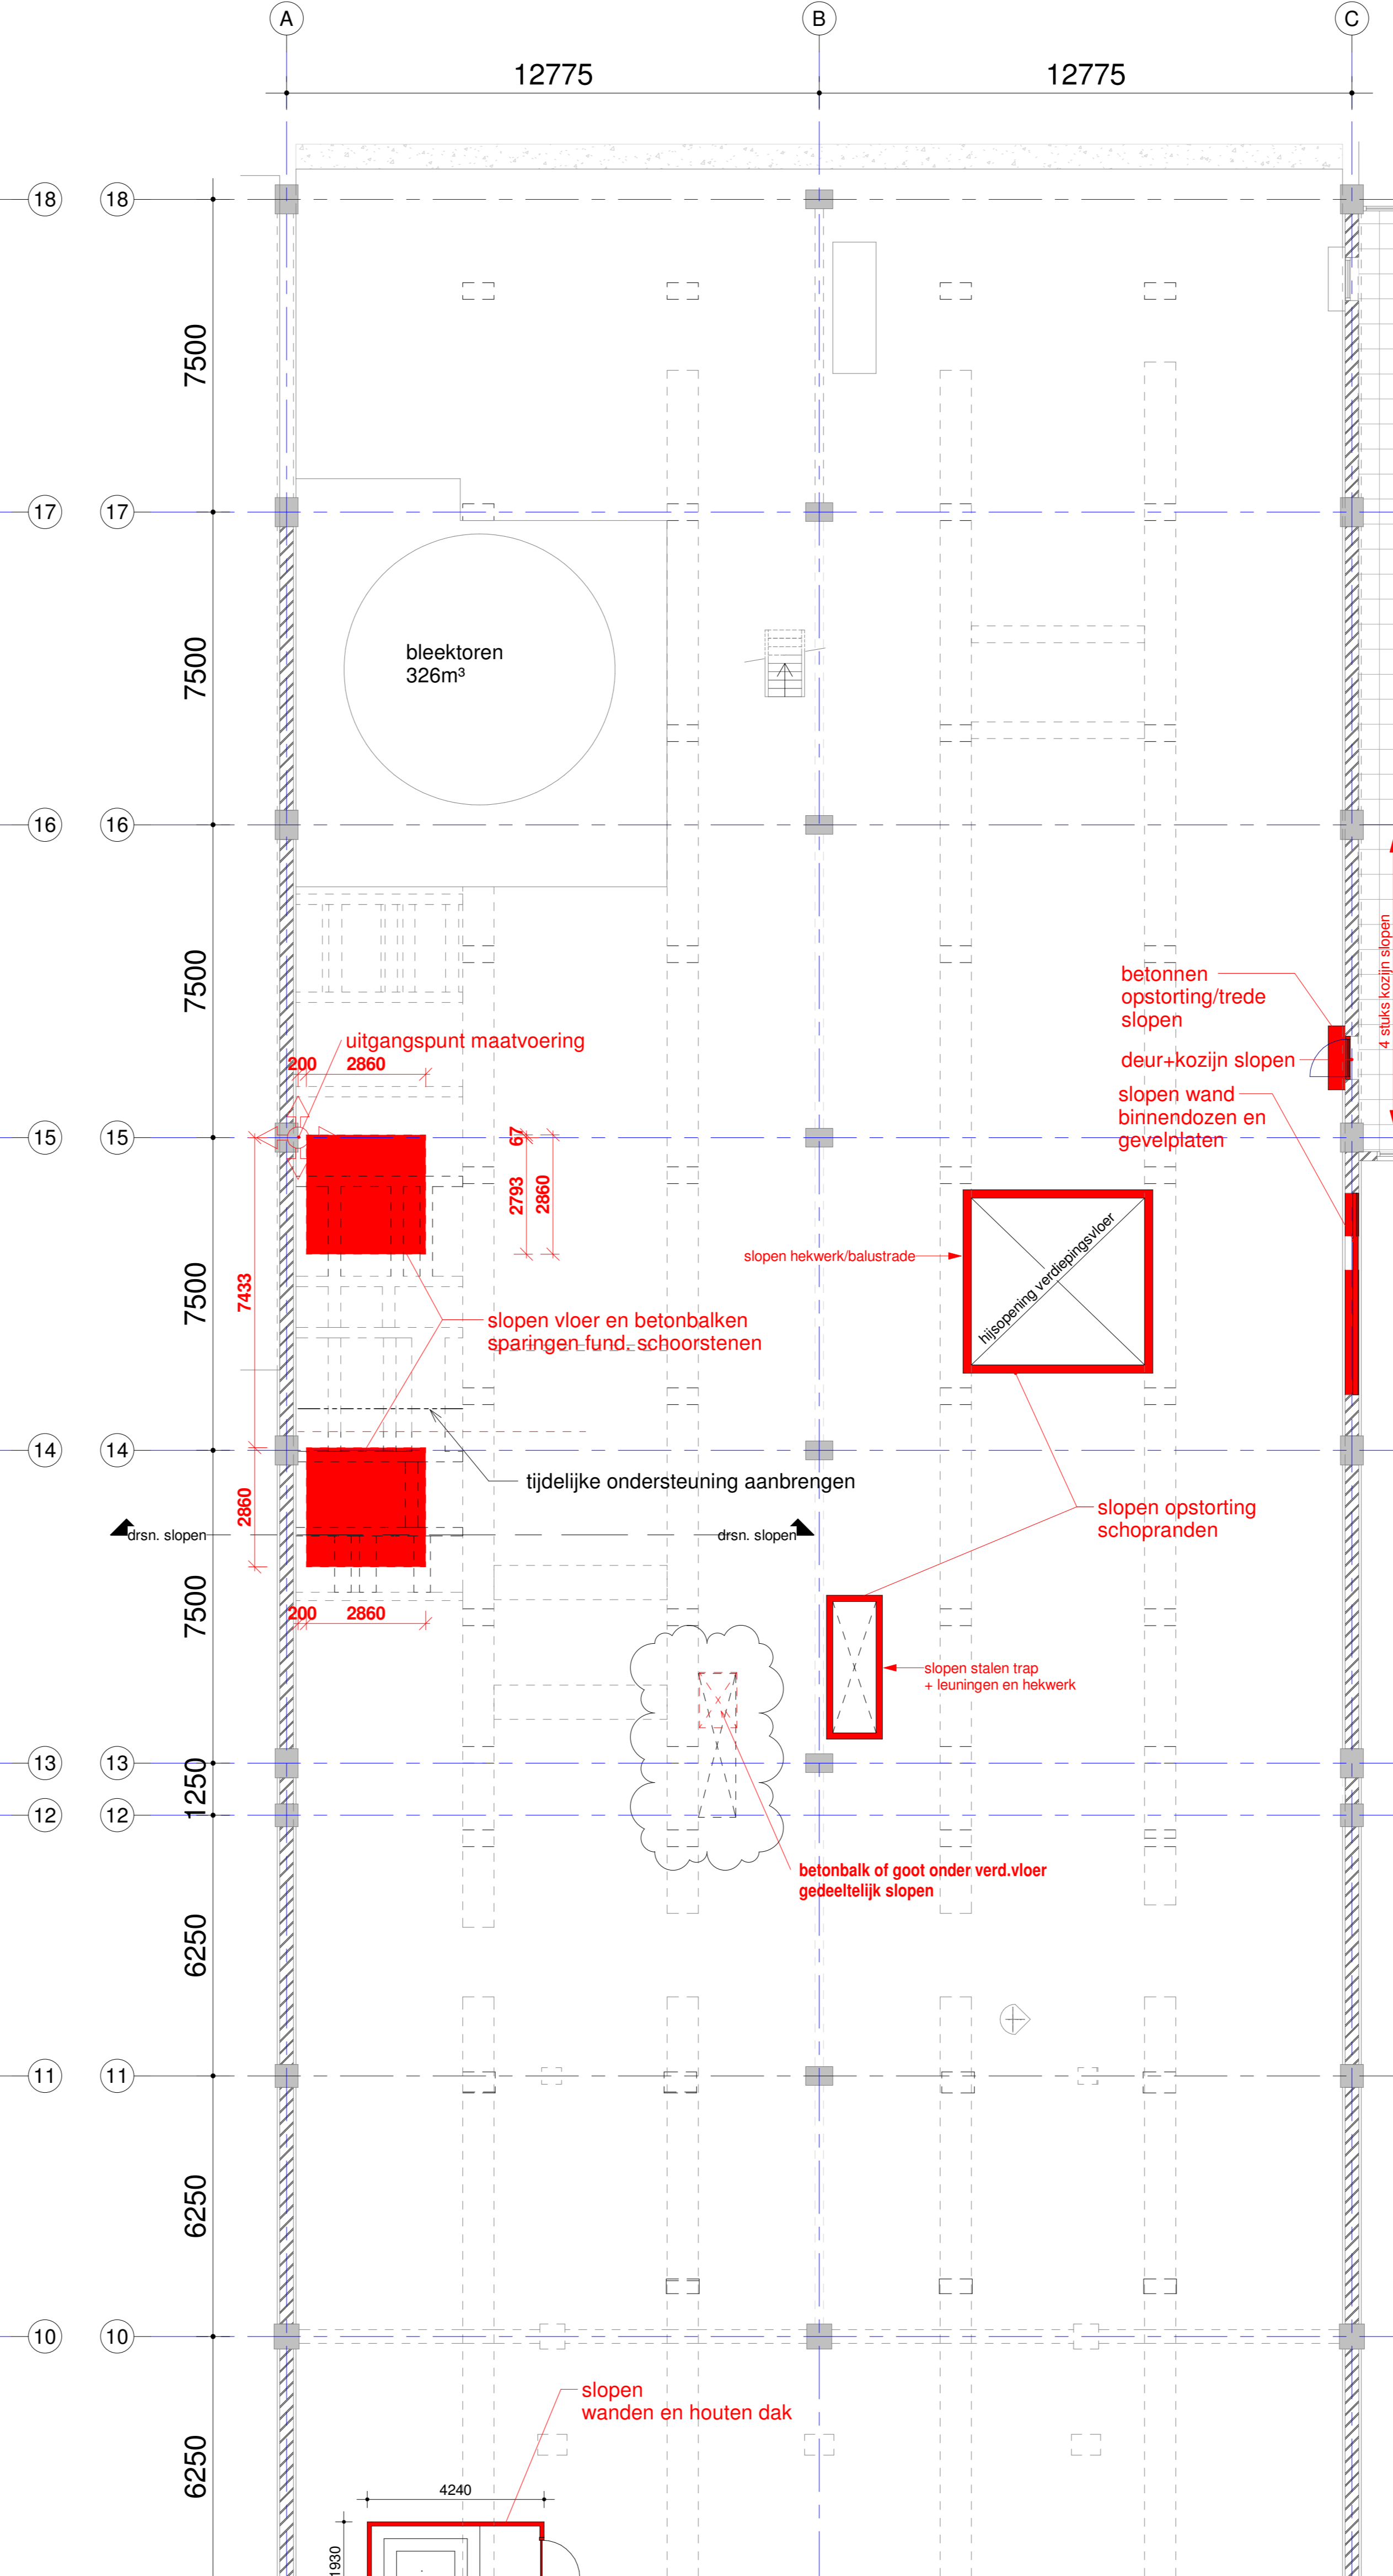 A
B
C
12775
12775
18
18
7500
17
17
7500
bleektoren
326m³
16
16
7500
4 stuks kozijn slopen
betonnen
opstorting/trede
slopen
deur+kozijn slopen
slopen wand
binnendozen en
gevelplaten
uitgangspunt maatvoering
200
2860
15
15
67
2793
2860
7433
7500
slopen hekwerk/balustrade
hijsopening verdiepingsvloer
slopen vloer en betonbalken
sparingen fund. schoorstenen
14
14
tijdelijke ondersteuning aanbrengen
2860
slopen opstorting
schopranden
drsn. slopen
drsn. slopen
7500
200
2860
slopen stalen trap
+ leuningen en hekwerk
13
13
1250
12
12
betonbalk of goot onder verd.vloer
gedeeltelijk slopen
6250
11
11
6250
10
10
slopen
wanden en houten dak
6250
4240
1930